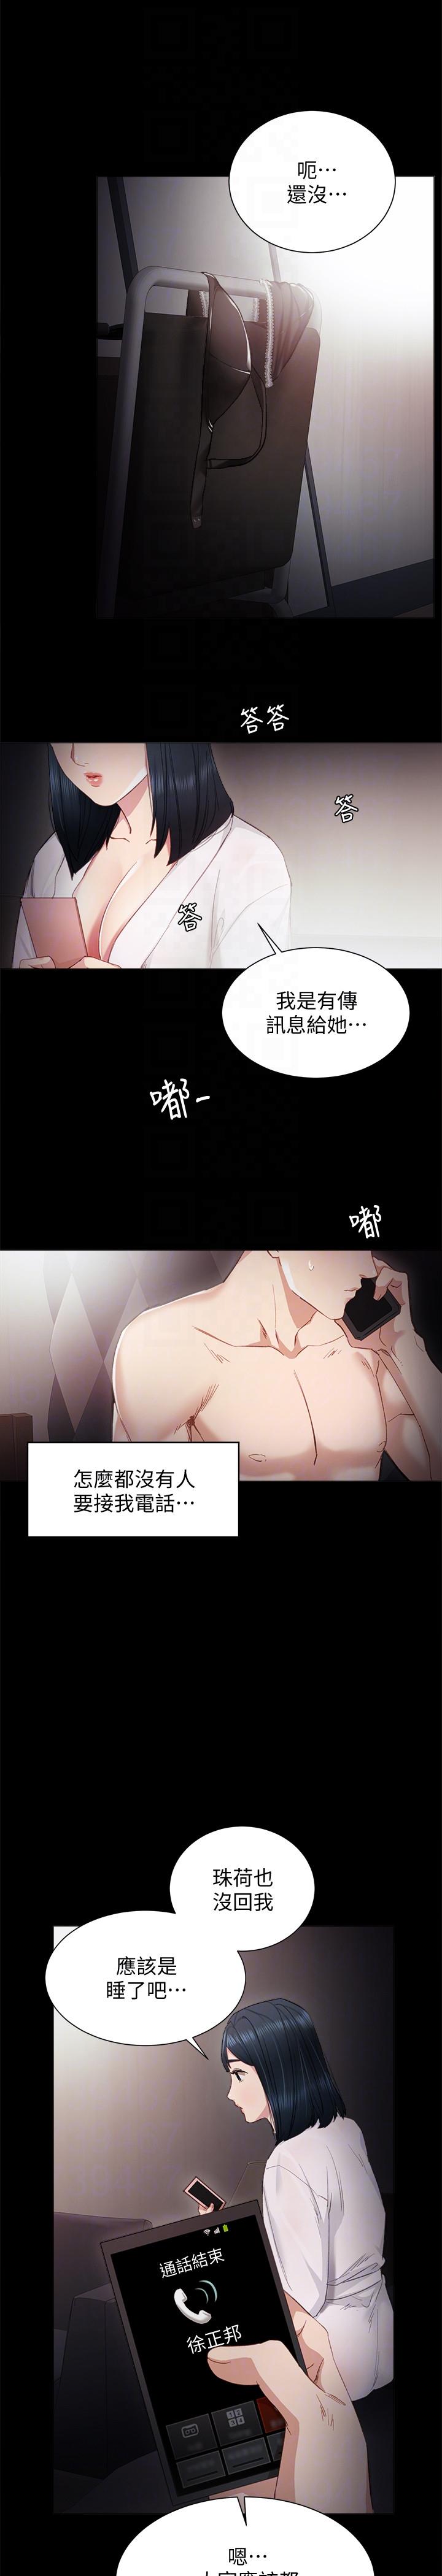 呃⋯
還沒⋯
答答
答
答
我是有傳
訊息給她⋯
嘟-
嘟
怎麼都沒有人
要接我電話⋯
珠荷也
沒回我
應該是
睡了吧⋯
通話結束
徐正邦
嗯⋯